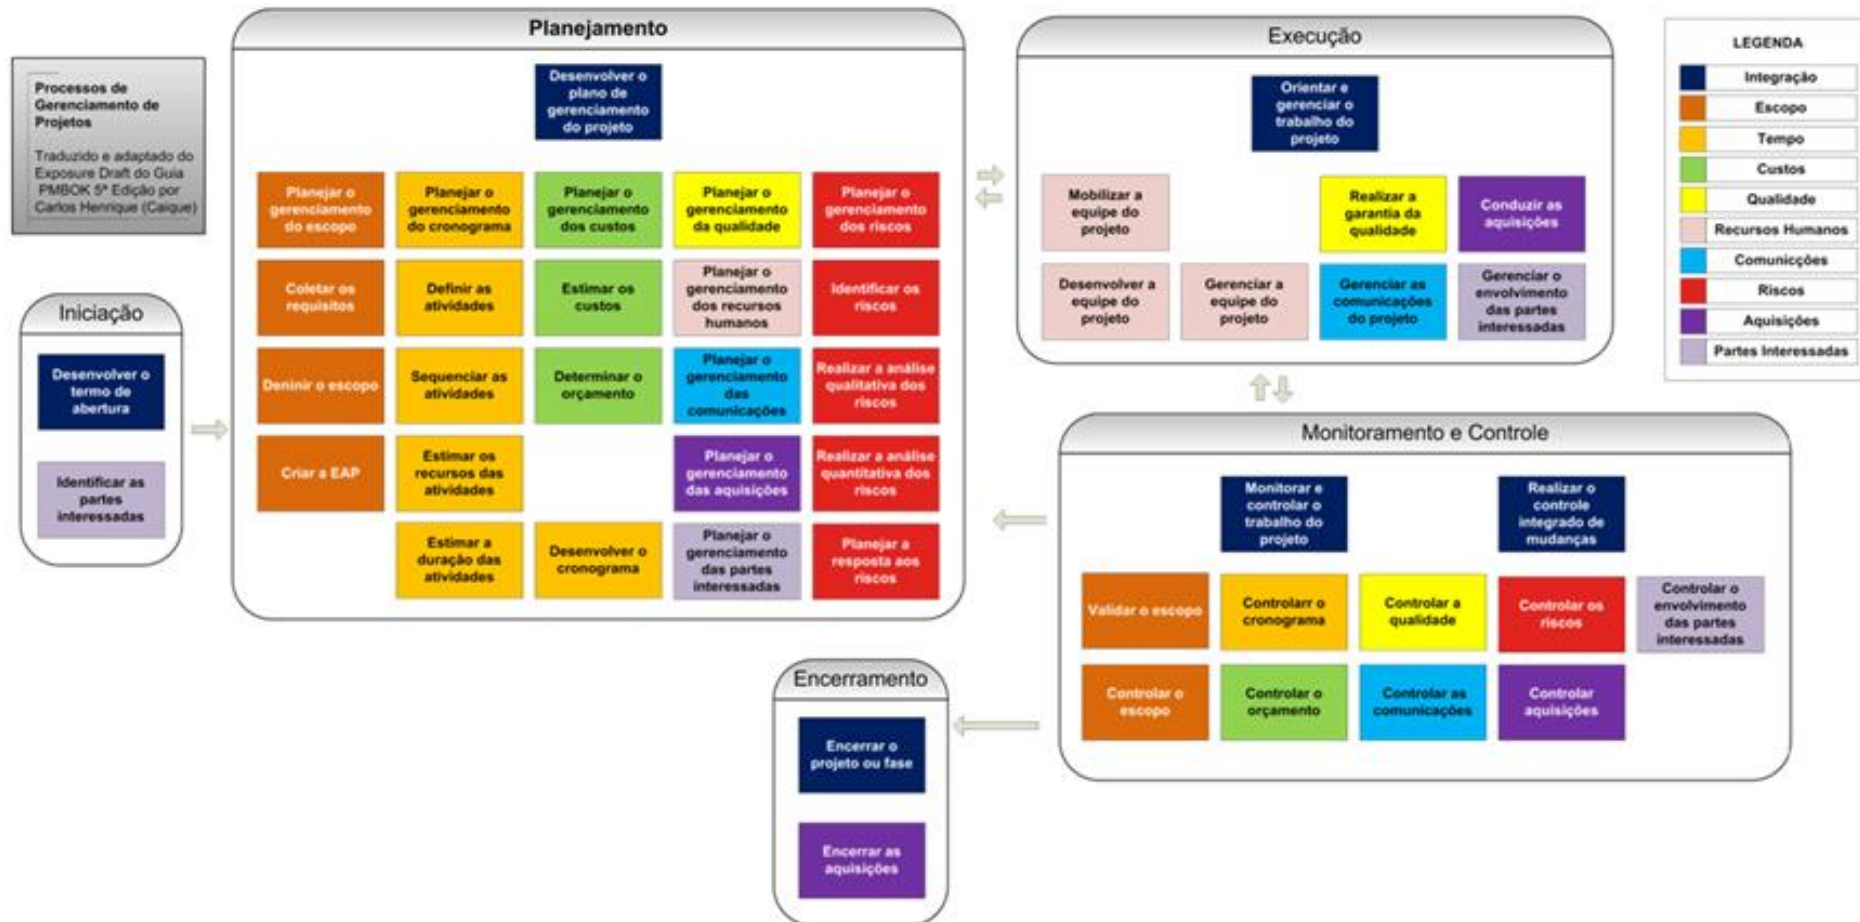 Processos de
Gerenciamento de
Projetos
Traduzido e adaptado do
Exposure Draft do Guia
PMBOK 5ª Edição por
Carlos Henrique (Caique)
Iniciação
Desenvolver o
termo de
abertura
Identificar as
partes
interessadas
Planejamento
Desenvolver o
plano de
gerenciamento
do projeto
Planejar o
gerenciamento
do escopo
Planejar o
gerenciamento
do cronograma
Planejar o
gerenciamento
dos custos
Planejar o
gerenciamento
da qualidade
Planejar o
gerenciamento
dos riscos
Coletar os
requisitos
Definir as
atividades
Estimar os
custos
Planejar o
gerenciamento
dos recursos
humanos
Identificar os
riscos
Deninir o escopo
Sequenciar as
atividades
Determinar o
orçamento
Planejar o
gerenciamento
das
comunicações
Realizar a análise
qualitativa dos
riscos
Criar a EAP
Estimar os
recursos das
atividades
Planejar o
gerenciamento
das aquisições
Realizar a análise
quantitativa dos
riscos
Estimar a
duração das
atividades
Desenvolver o
cronograma
Planejar o
gerenciamento
das partes
interessadas
Planejar a
resposta aos
riscos
Execução
Orientar e
gerenciar o
trabalho do
projeto
Mobilizar a
equipe do
projeto
Realizar a
garantia da
qualidade
Conduzir as
aquisições
Desenvolver a
equipe do
projeto
Gerenciar a
equipe do
projeto
Gerenciar as
comunicações
do projeto
Gerenciar o
envolvimento
das partes
interessadas
LEGENDA
Integração
Escopo
Tempo
Custos
Qualidade
Recursos Humanos
Comunicções
Riscos
Aquisições
Partes Interessadas
Monitoramento e Controle
Monitorar e
controlar o
trabalho do
projeto
Realizar o
controle
integrado de
mudanças
Validar o escopo
Controlarr o
cronograma
Controlar a
qualidade
Controlar os
riscos
Controlar o
envolvimento
das partes
interessadas
Controlar o
escopo
Controlar o
orçamento
Controlar as
comunicações
Controlar
aquisições
Encerramento
Encerrar o
projeto ou fase
Encerrar as
aquisições